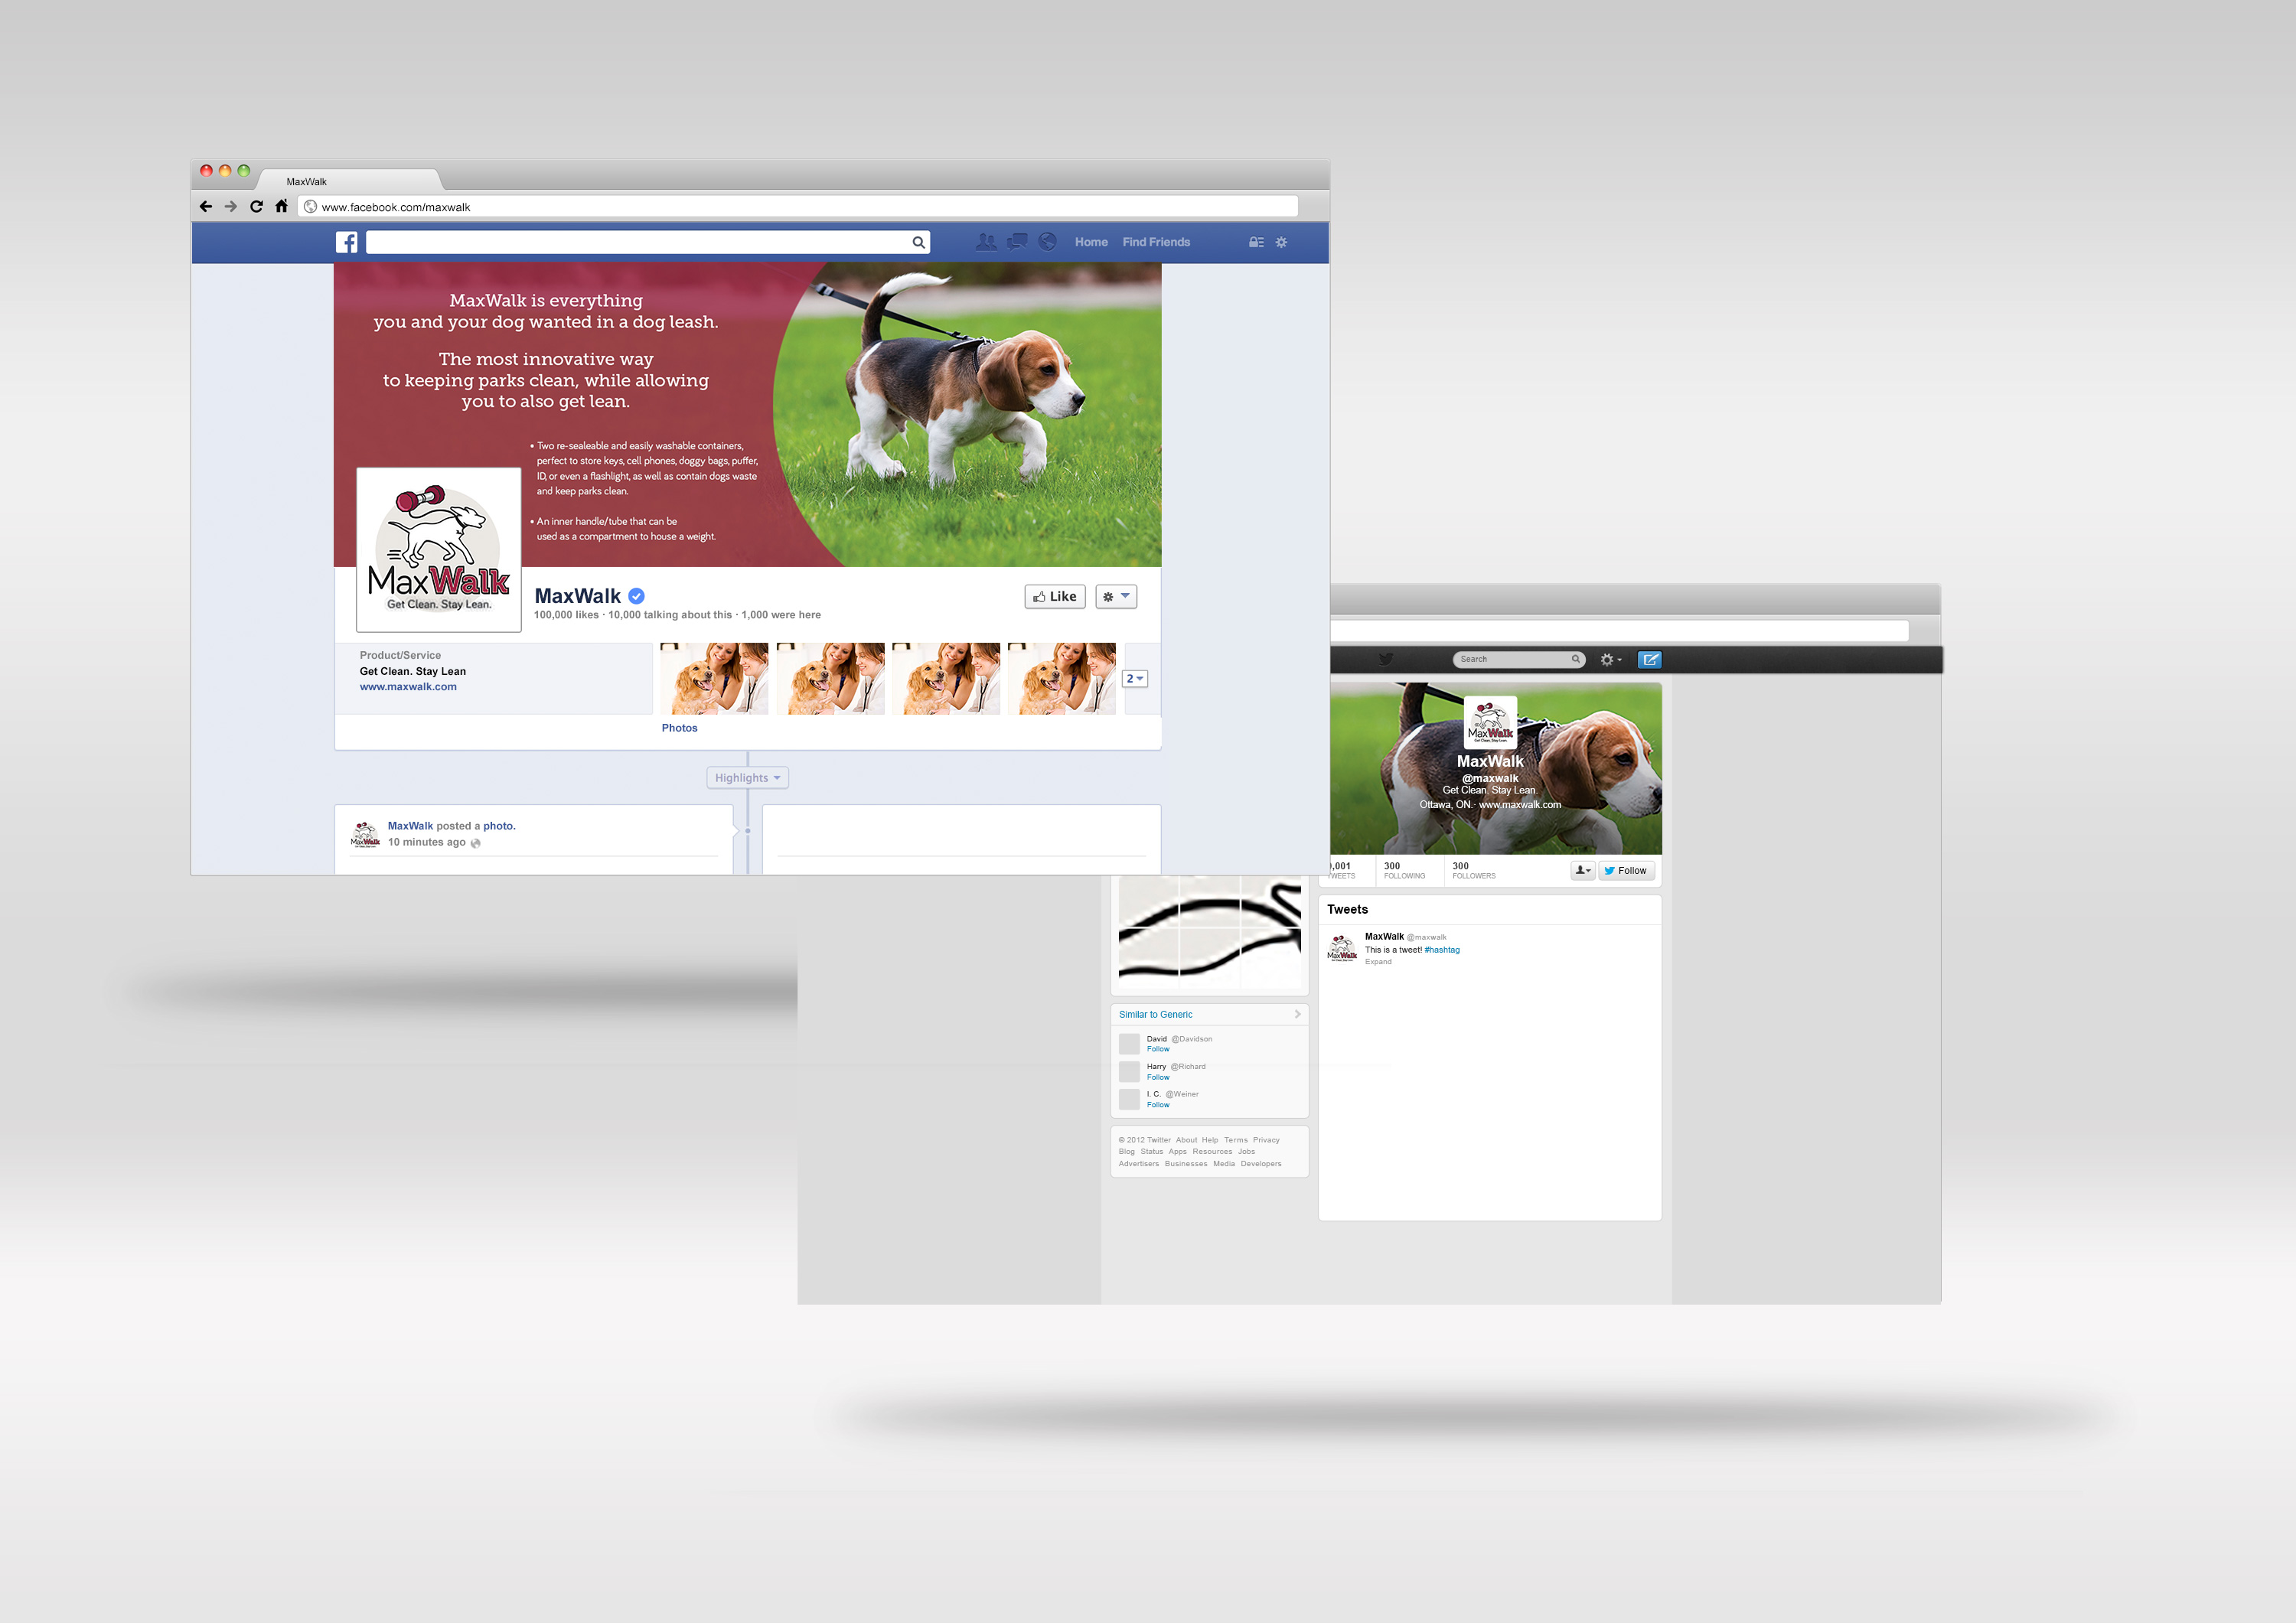 MaxWalk
www.facebook.com/maxwalk
Home Find Friends
MaxWalk is everything
you and your dog wanted in a dog leash.
The most innovative way
to keeping parks clean, while allowing
you to also get lean.
• Two re-sealeable and easily washable containers,
perfect to store keys, cell phones, doggy bags, puffer,
ID, or even a flashlight, as well as contain dogs waste
and keep parks clean.
• An inner handle/tube that can be
used as a compartment to house a weight.
MaxWalk
Get Clean. Stay Lean.
MaxWalk
100,000 likes · 10,000 talking about this · 1,000 were here
Like
Product/Service
Get Clean. Stay Lean
www.maxwalk.com
2
Photos
Highlights
MaxWalk
MaxWalk posted a photo.
10 minutes ago
Search
MaxWalk
Get Clean. Stay Lean.
MaxWalk
@maxwalk
Get Clean. Stay Lean.
Ottawa, ON.· www.maxwalk.com
,001 300 300
TWEETS FOLLOWING FOLLOWERS
Follow
Tweets
MaxWalk
MaxWalk @maxwalk
This is a tweet! #hashtag
Expand
Similar to Generic
David @Davidson
Follow
Harry @Richard
Follow
I. C. @Weiner
Follow
© 2012 Twitter About Help Terms Privacy
Blog Status Apps Resources Jobs
Advertisers Businesses Media Developers